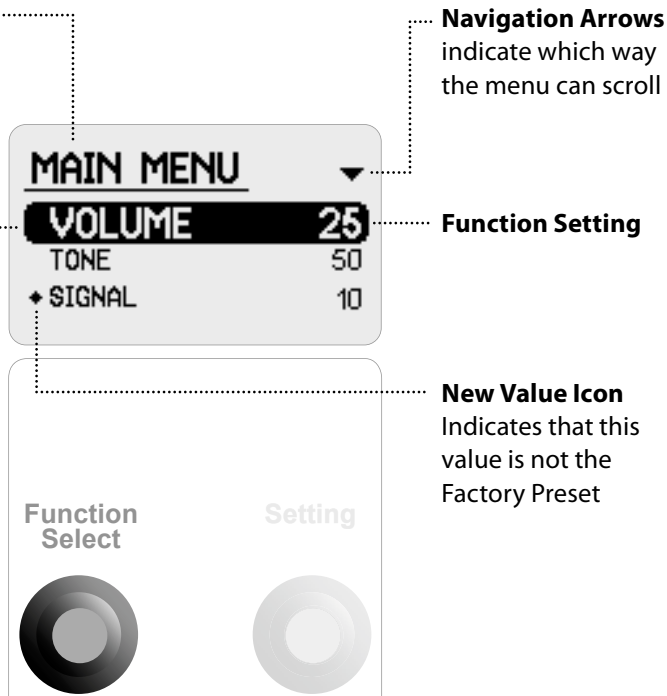 Navigation Arrows
indicate which way
the menu can scroll
MAIN MENU
VOLUME 25
TONE 50
SIGNAL 10
Function Setting
New Value Icon
Indicates that this
value is not the
Factory Preset
Function
Select
Setting